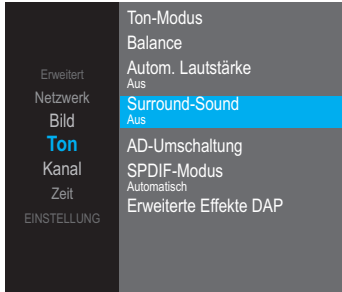 Erweitert
Netzwerk
Bild
Ton
Kanal
Zeit
EINSTELLUNG
Ton-Modus
Balance
Autom. Lautstärke
Aus
Surround-Sound
Aus
AD-Umschaltung
SPDIF-Modus
Automatisch
Erweiterte Effekte DAP